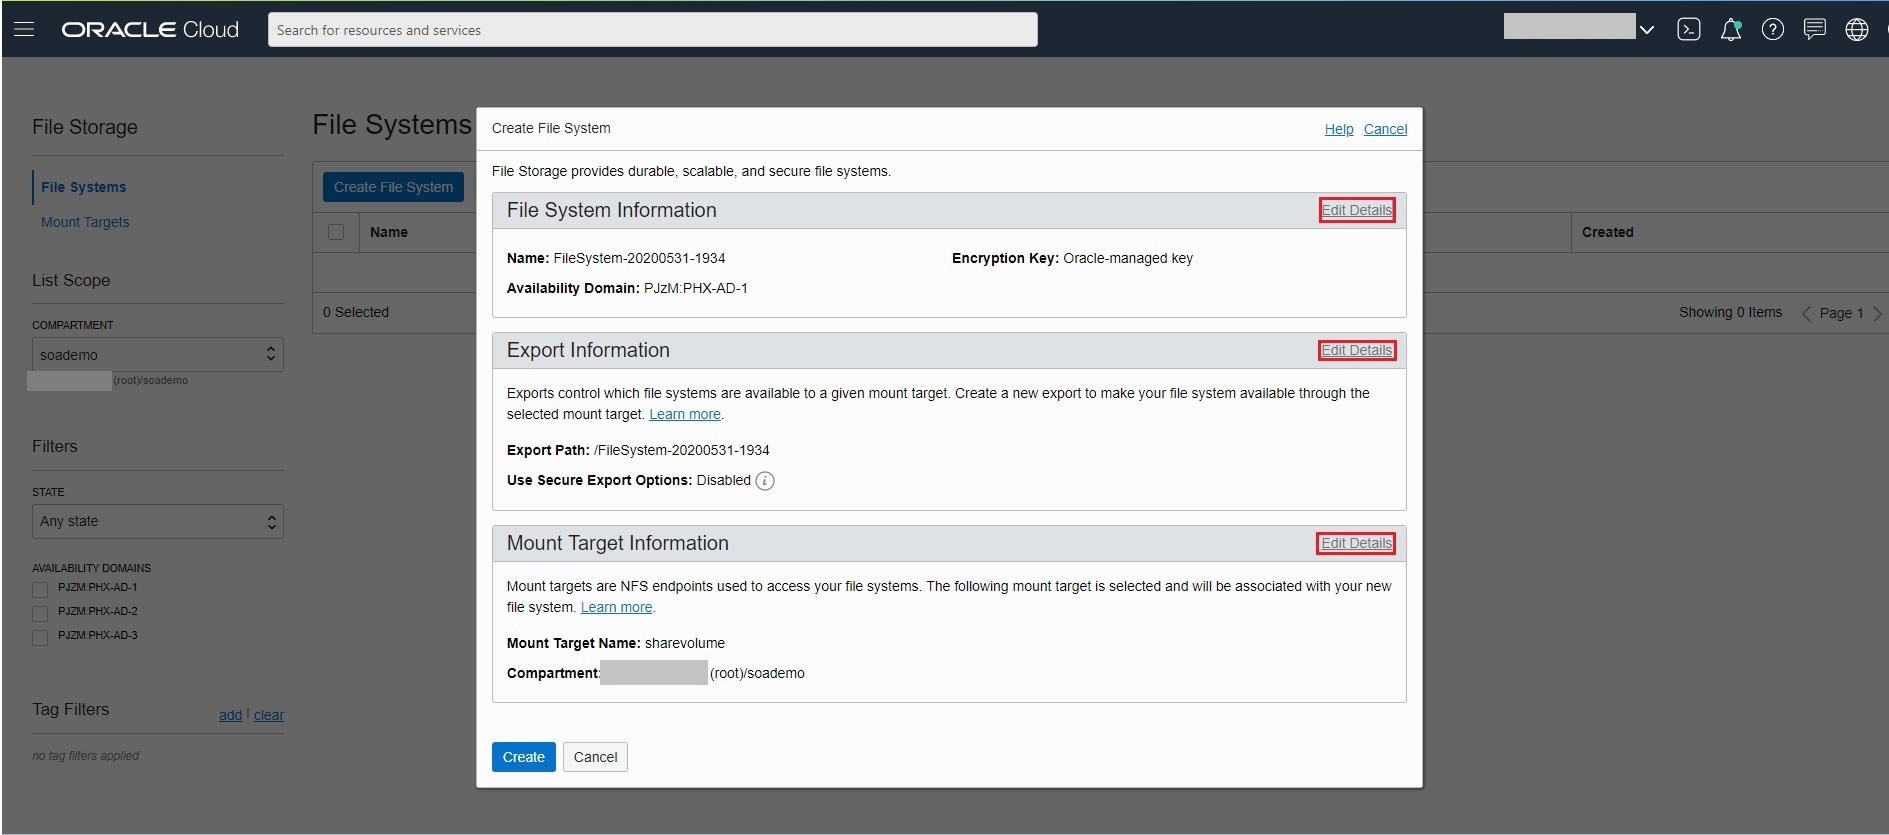 ORACLE Cloud
Search for resources and services
File Storage
File Systems
Mount Targets
List Scope
COMPARTMENT
soademo
(root)/soademo
Filters
STATE
Any state
AVAILABILITY DOMAINS
PJZM:PHX-AD-1
PJZM:PHX-AD-2
PJZM:PHX-AD-3
Tag Filters
add | clear
no tag filters applied
File Systems
Create File System
Name
Created
0 Selected
Showing 0 Items
Page 1
Create File System
Help Cancel
File Storage provides durable, scalable, and secure file systems.
File System Information
Edit Details
Name: FileSystem-20200531-1934
Encryption Key: Oracle-managed key
Availability Domain: PJzM:PHX-AD-1
Export Information
Edit Details
Exports control which file systems are available to a given mount target. Create a new export to make your file system available through the
selected mount target. Learn more.
Export Path: /FileSystem-20200531-1934
Use Secure Export Options: Disabled i
Mount Target Information
Edit Details
Mount targets are NFS endpoints used to access your file systems. The following mount target is selected and will be associated with your new
file system. Learn more.
Mount Target Name: sharevolume
Compartment: (root)/soademo
Create
Cancel